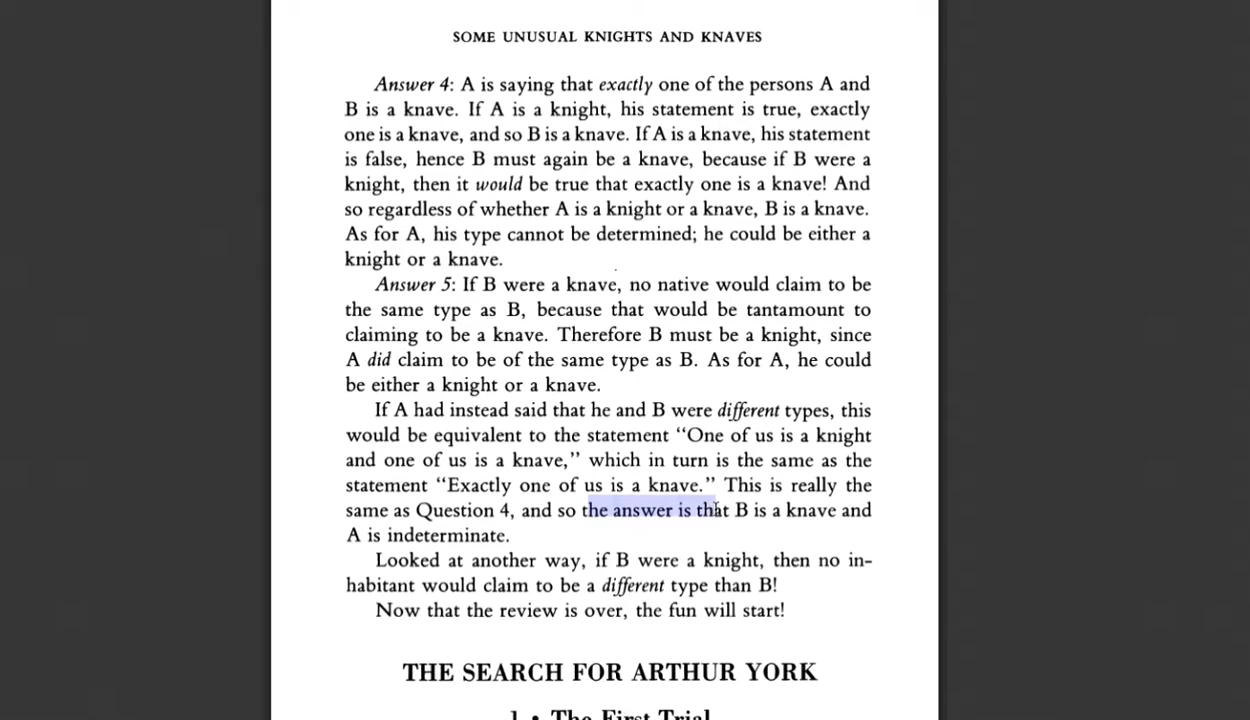 SOME UNUSUAL KNIGHTS AND KNAVES
Answer 4: A is saying that exactly one of the persons A and
B is a knave. If A is a knight, his statement is true, exactly
one is a knave, and so B is a knave. If A is a knave, his statement
is false, hence B must again be a knave, because if B were a
knight, then it would be true that exactly one is a knave! And
so regardless of whether A is a knight or a knave, B is a knave.
As for A, his type cannot be determined; he could be either a
knight or a knave.
Answer 5: If B were a knave, no native would claim to be
the same type as B, because that would be tantamount to
claiming to be a knave. Therefore B must be a knight, since
A did claim to be of the same type as B. As for A, he could
be either a knight or a knave.
If A had instead said that he and B were different types, this
would be equivalent to the statement “One of us is a knight
and one of us is a knave,” which in turn is the same as the
statement “Exactly one of us is a knave.” This is really the
same as Question 4, and so the answer is that B is a knave and
A is indeterminate.
Looked at another way, if B were a knight, then no in-
habitant would claim to be a different type than B!
Now that the review is over, the fun will start!
THE SEARCH FOR ARTHUR YORK
1 • The First Trial